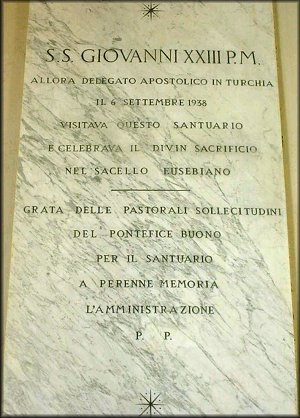 S.S. GIOVANNI XXIII P.M.
ALLORA DELEGATO APOSTOLICO IN TURCHIA
IL 6 SETTEMBRE 1938
VISITAVA QUESTO SANTUARIO
E CELEBRAVA IL DIVIN SACRIFICIO
NEL SACELLO EUSEBIANO
GRATA DELLE PASTORALI SOLLECITUDINI
DEL PONTEFICE BUONO
PER IL SANTUARIO
A PERENNE MEMORIA
L'AMMINISTRAZIONE
P. P.